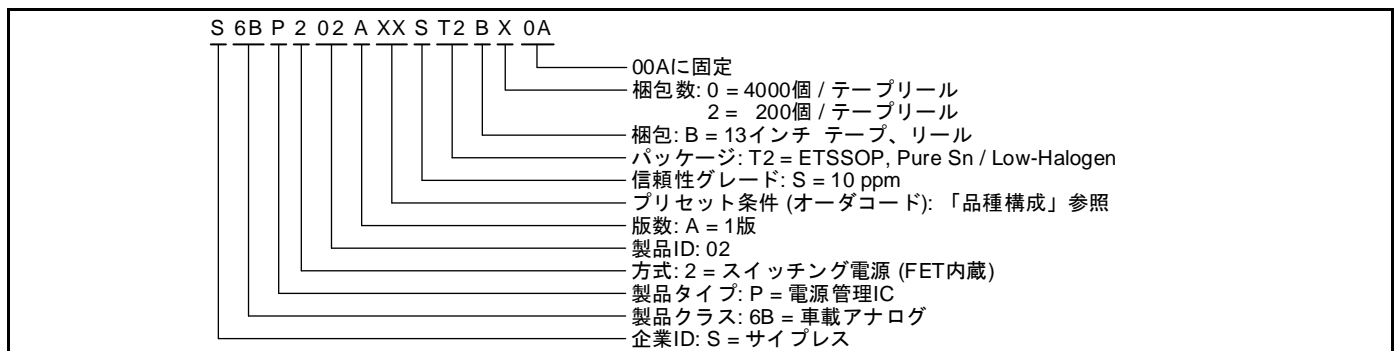 S 6B P 2 02 A XX S T2 B X 0A
00Aに固定
梱包数: 0 = 4000個 / テープリール
2 = 200個 / テープリール
梱包: B = 13インチ テープ、リール
パッケージ: T2 = ETSSOP, Pure Sn / Low-Halogen
信頼性グレード: S = 10 ppm
プリセット条件 (オーダコード): 「品種構成」参照
版数: A = 1版
製品ID: 02
方式: 2 = スイッチング電源 (FET内蔵)
製品タイプ: P = 電源管理IC
製品クラス: 6B = 車載アナログ
企業ID: S = サイプレス